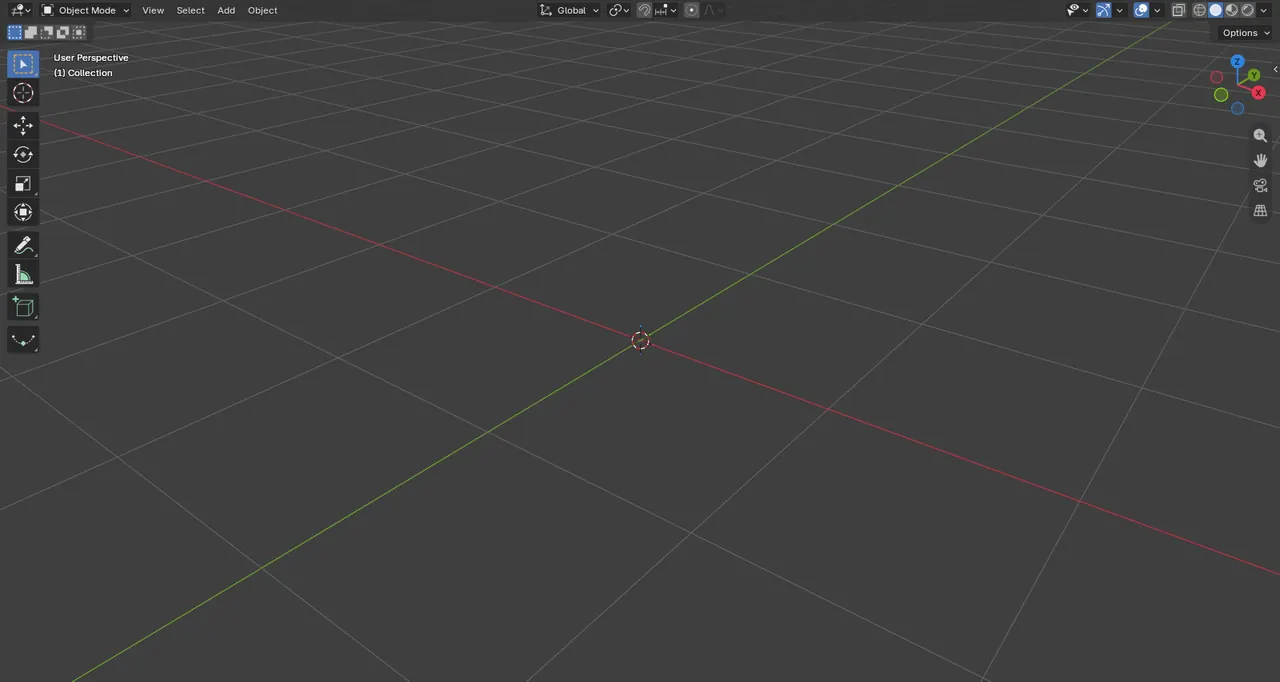 Object Mode View Select Add Object Global
Options
User Perspective
(1) Collection
Z
Y
X